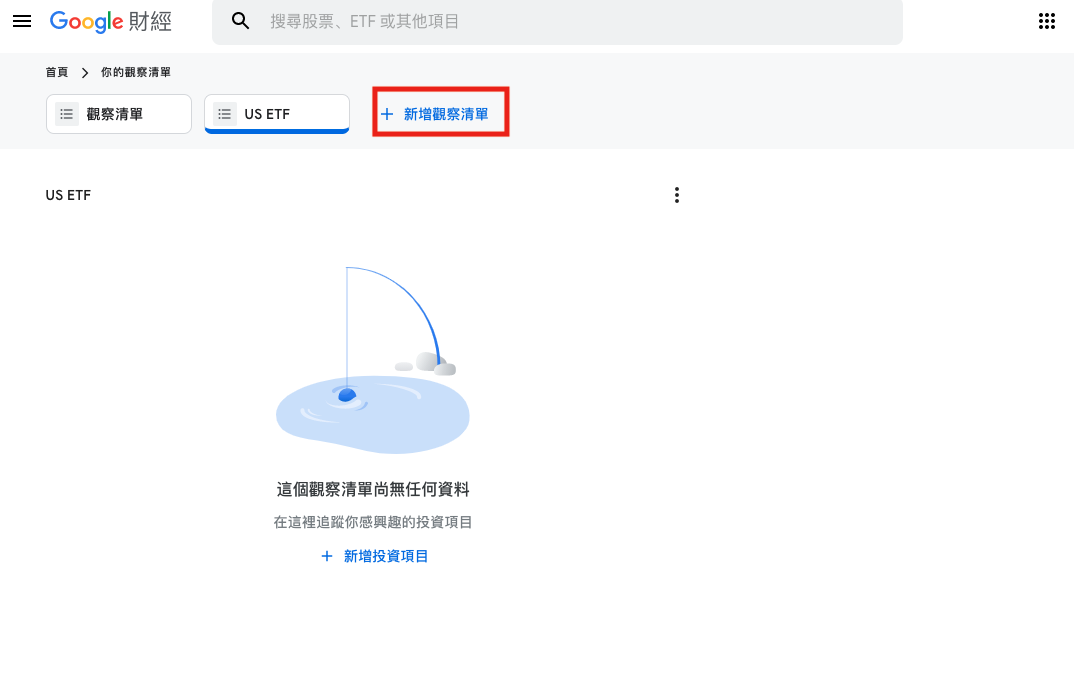 Google 財經
搜尋股票、ETF 或其他項目
首頁 > 你的觀察清單
觀察清單
US ETF
+ 新增觀察清單
US ETF
這個觀察清單尚無任何資料
在這裡追蹤你感興趣的投資項目
+ 新增投資項目